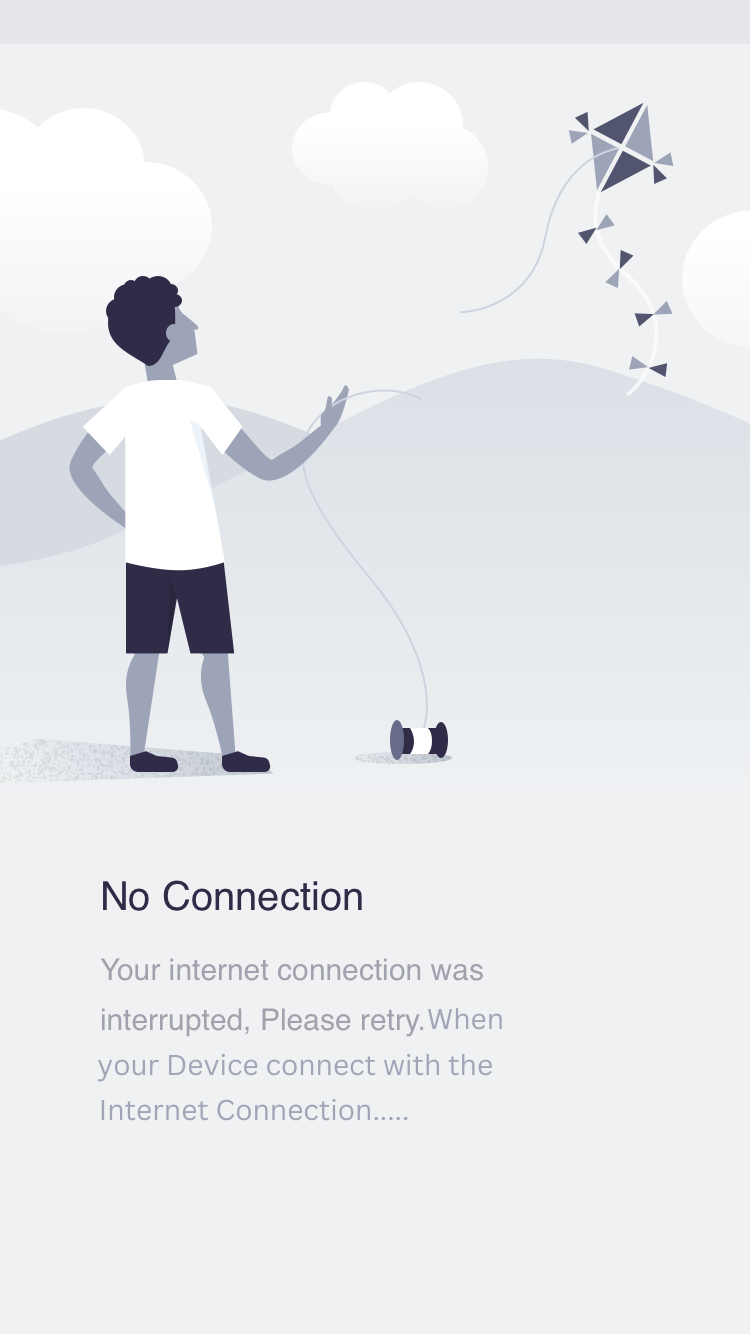 No Connection
Your internet connection was
interrupted, Please retry.When
your Device connect with the
Internet Connection.....